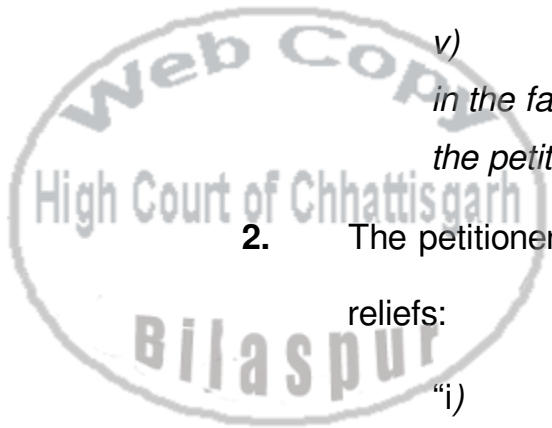 v)
in the fa
the petit
2. The petitioner
reliefs:
“i)
Web Copy
High Court of Chhattisgarh
Bilaspur